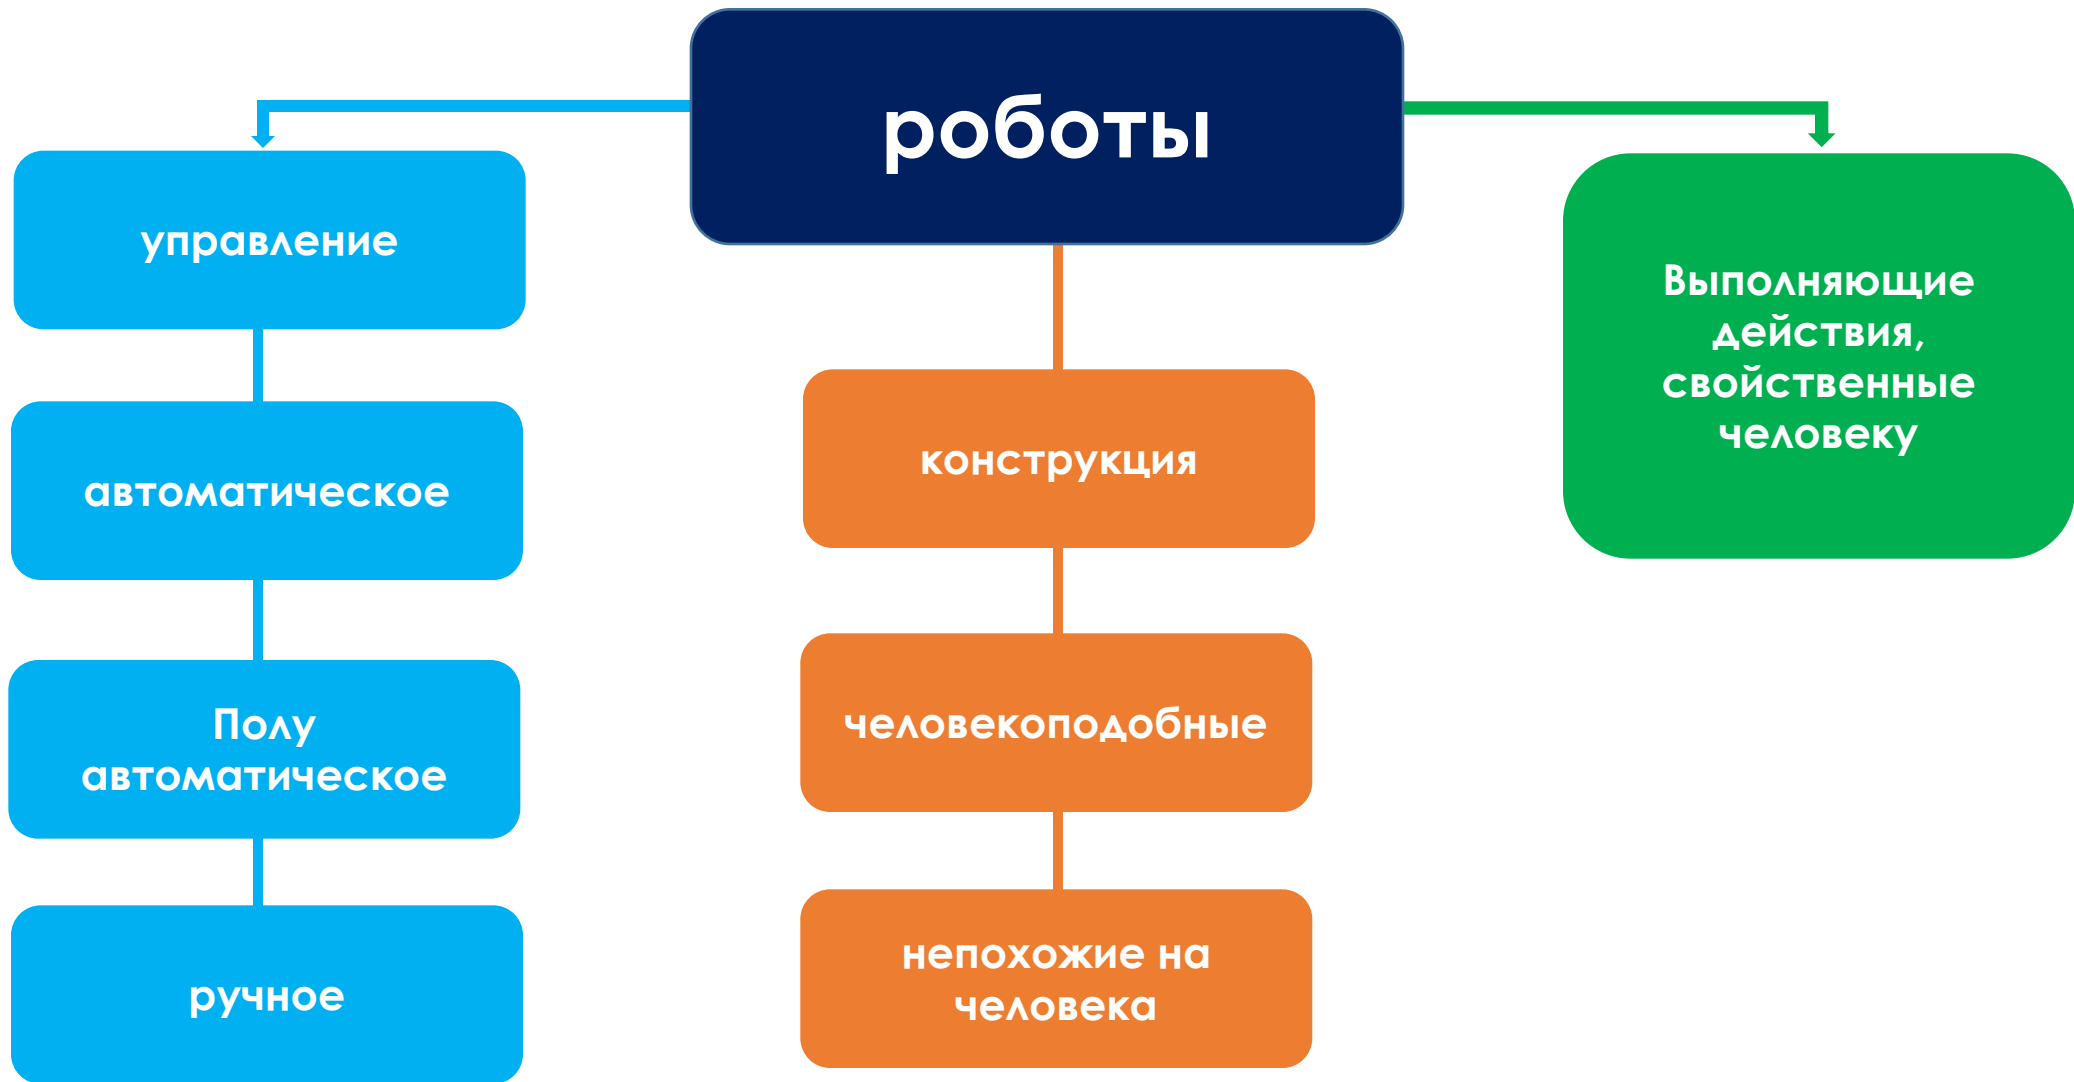 роботы
управление
автоматическое
Полу
автоматическое
ручное
конструкция
человекоподобные
непохожие на
человека
Выполняющие
действия,
свойственные
человеку